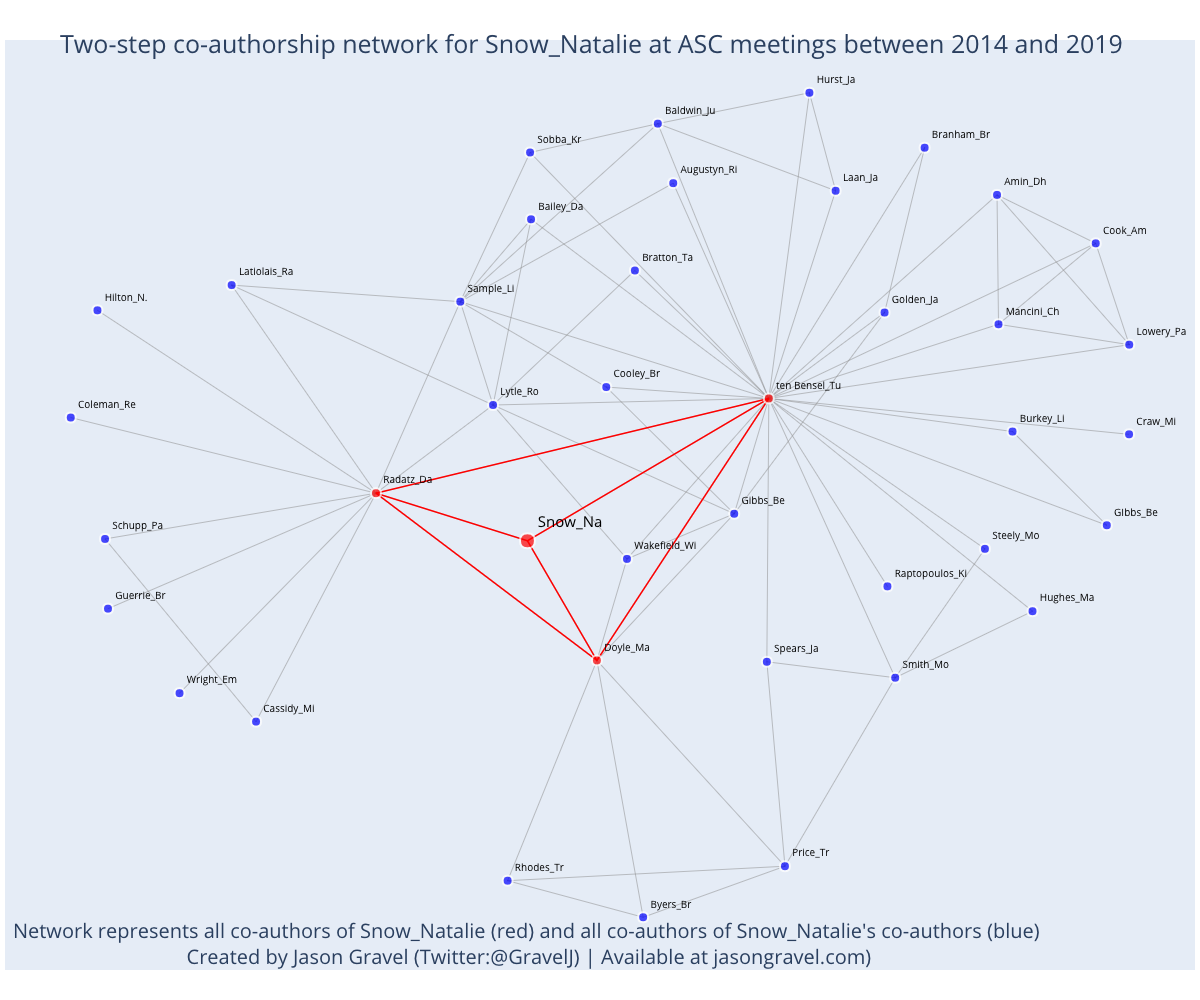 Two-step co-authorship network for Snow_Natalie at ASC meetings between 2014 and 2019
Hurst_Ja
Baldwin_Ju
Branham_Br
Sobba_Kr
Augustyn_Ri
Laan_Ja
Amin_Dh
Bailey_Da
Cook_Am
Bratton_Ta
Latiolais_Ra
Sample_Li
Hilton_N.
Golden_Ja
Mancini_Ch
Lowery_Pa
Cooley_Br
ten Bensel_Tu
Lytle_Ro
Coleman_Re
Burkey_Li
Craw_Mi
Radatz_Da
Gibbs_Be
GIbbs_Be
Snow_Na
Schupp_Pa
Steely_Mo
Wakefield_Wi
Raptopoulos_Ki
Guerrie_Br
Hughes_Ma
Doyle_Ma
Spears_Ja
Smith_Mo
Wright_Em
Cassidy_Mi
Price_Tr
Rhodes_Tr
Byers_Br
Network represents all co-authors of Snow_Natalie (red) and all co-authors of Snow_Natalie's co-authors (blue)
Created by Jason Gravel (Twitter:@GravelJ) | Available at jasongravel.com)